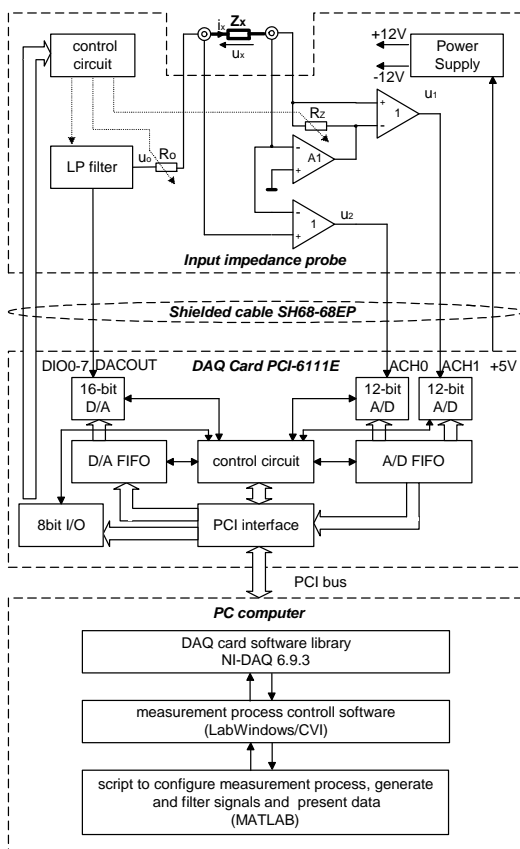 control
circuit
ix
Zx
ux
+12V
-12V
Power
Supply
LP filter
uo
Ro
Rz
+
-
1
u1
-
A1
+
-
1
+
u2
Input impedance probe
Shielded cable SH68-68EP
DIO0-7
DACOUT
DAQ Card PCI-6111E
ACH0
ACH1
+5V
16-bit
D/A
12-bit
A/D
12-bit
A/D
D/A FIFO
control circuit
A/D FIFO
8bit I/O
PCI interface
PCI bus
PC computer
DAQ card software library
NI-DAQ 6.9.3
measurement process controll software
(LabWindows/CVI)
script to configure measurement process, generate
and filter signals and present data
(MATLAB)